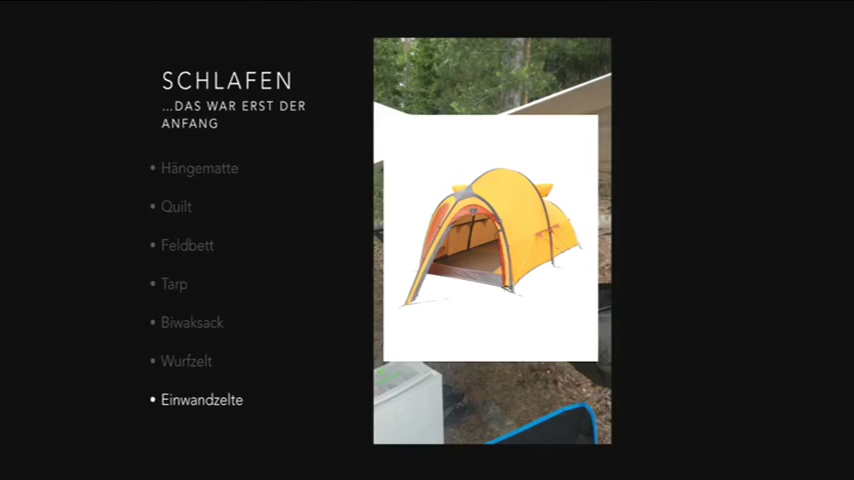 SCHLAFEN
...DAS WAR ERST DER
ANFANG
• Hängematte
• Quilt
• Feldbett
• Tarp
• Biwaksack
• Wurfzelt
• Einwandzelte